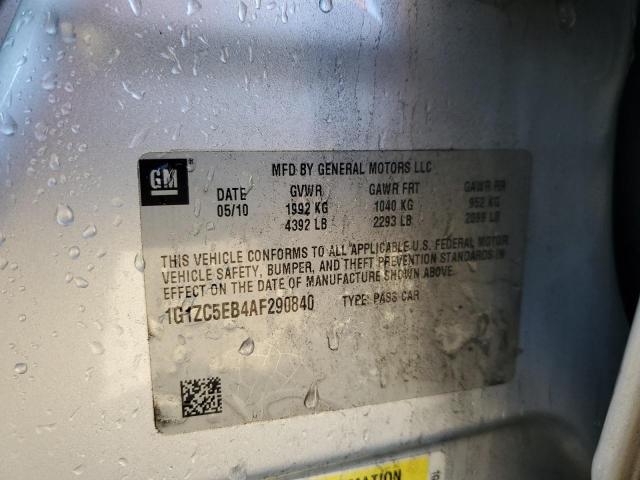 GM
MFD BY GENERAL MOTORS LLC
DATE GVWR GAWR FRT GAWR RR
05/10 1992 KG 1040 KG 952 KG
4392 LB 2293 LB 2099 LB
THIS VEHICLE CONFORMS TO ALL APPLICABLE U.S. FEDERAL MOTOR
VEHICLE SAFETY, BUMPER, AND THEFT PREVENTION STANDARDS IN
EFFECT ON THE DATE OF MANUFACTURE SHOWN ABOVE.
1G1ZC5EB4AF290840 TYPE: PASS CAR